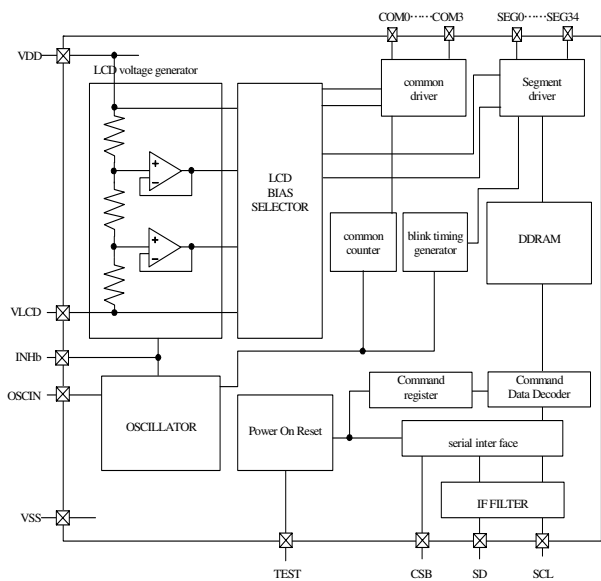 COM0……COM3
SEG0……SEG34
VDD
LCD voltage generator
common
driver
Segment
driver
LCD
BIAS
SELECTOR
common
counter
blink timing
generator
DDRAM
VLCD
INHb
OSCIN
OSCILLATOR
Power On Reset
Command
register
Command
Data Decoder
serial inter face
IF FILTER
VSS
TEST
CSB
SD
SCL